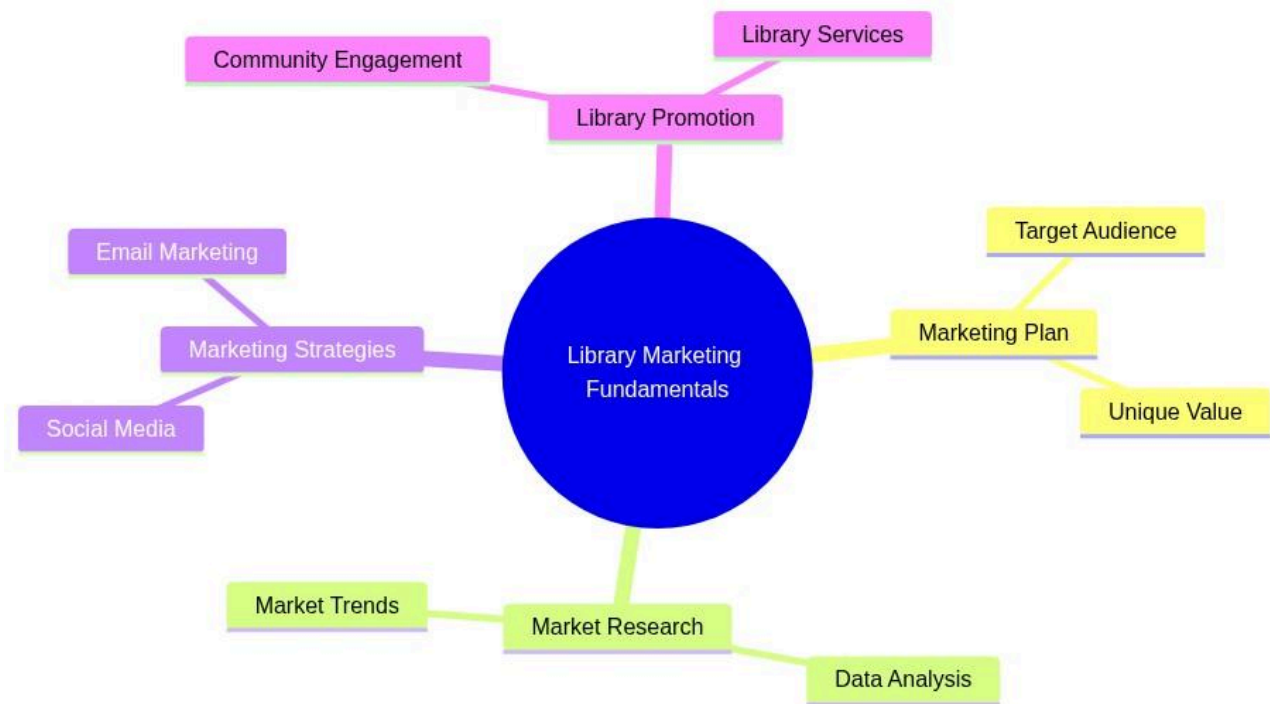 Library Services
Community Engagement
Library Promotion
Target Audience
Email Marketing
Marketing Plan
Marketing Strategies
Library Marketing
Fundamentals
Unique Value
Social Media
Market Trends
Market Research
Data Analysis